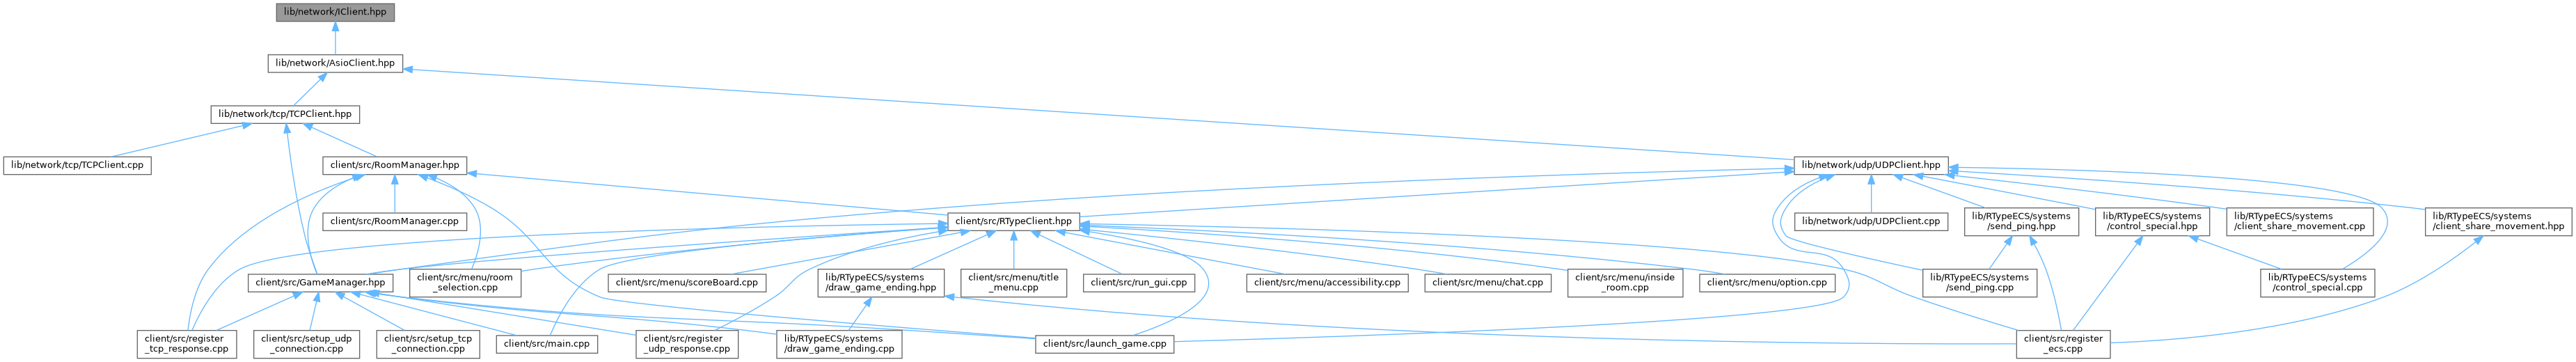 lib/network/IClient.hpp
lib/network/AsioClient.hpp
lib/network/tcp/TCPClient.hpp
lib/network/tcp/TCPClient.cpp
client/src/RoomManager.hpp
lib/network/udp/UDPClient.hpp
client/src/RoomManager.cpp
client/src/RTypeClient.hpp
lib/network/udp/UDPClient.cpp
lib/RTypeECS/systems
/send_ping.hpp
lib/RTypeECS/systems
/control_special.hpp
lib/RTypeECS/systems
/client_share_movement.cpp
lib/RTypeECS/systems
/client_share_movement.hpp
client/src/GameManager.hpp
client/src/menu/room
_selection.cpp
client/src/menu/scoreBoard.cpp
lib/RTypeECS/systems
/draw_game_ending.hpp
client/src/menu/title
_menu.cpp
client/src/run_gui.cpp
client/src/menu/accessibility.cpp
client/src/menu/chat.cpp
client/src/menu/inside
_room.cpp
client/src/menu/option.cpp
lib/RTypeECS/systems
/send_ping.cpp
lib/RTypeECS/systems
/control_special.cpp
client/src/register
_tcp_response.cpp
client/src/setup_udp
_connection.cpp
client/src/setup_tcp
_connection.cpp
client/src/main.cpp
client/src/register
_udp_response.cpp
lib/RTypeECS/systems
/draw_game_ending.cpp
client/src/launch_game.cpp
client/src/register
_ecs.cpp